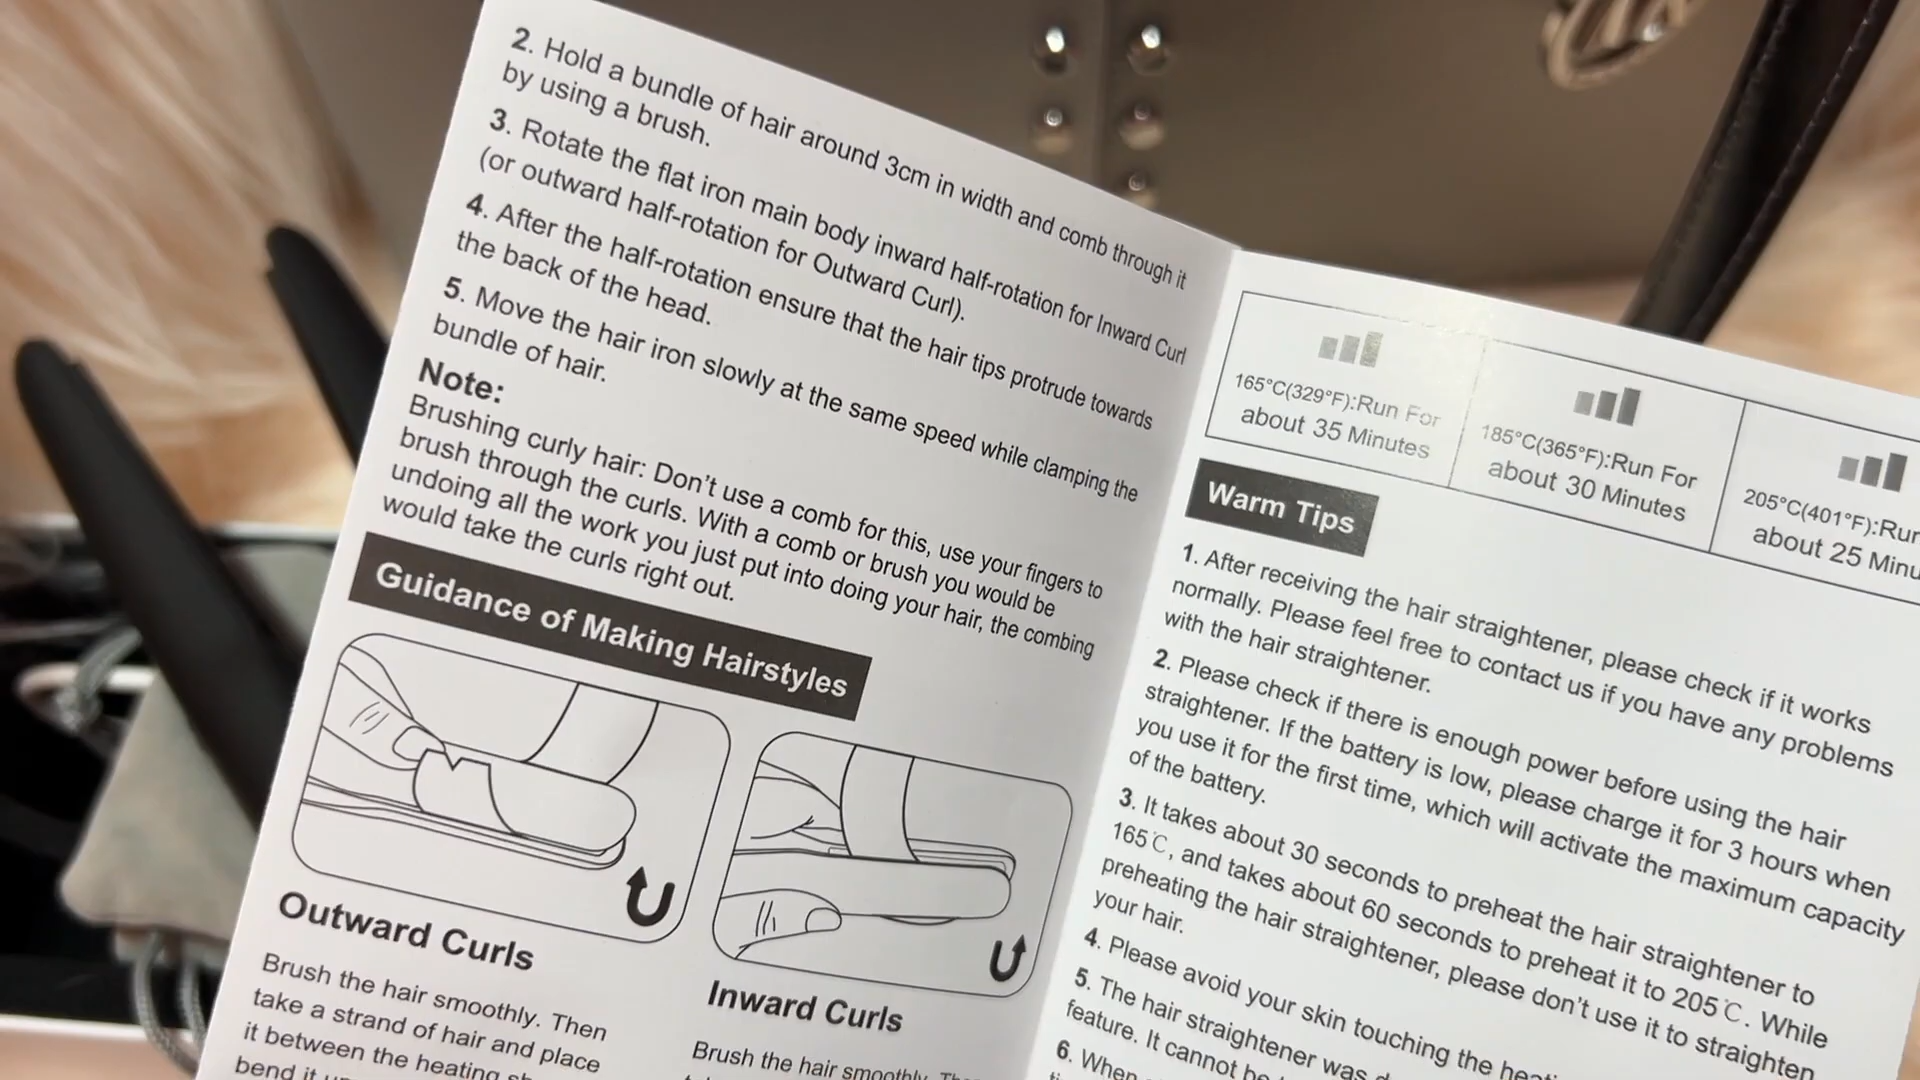 2. Hold a bundle of hair around 3cm in width and comb through it
by using a brush.
3. Rotate the flat iron main body inward half-rotation for Inward Curl
(or outward half-rotation for Outward Curl).
4. After the half-rotation ensure that the hair tips protrude towards
the back of the head.
5. Move the hair iron slowly at the same speed while clamping the
bundle of hair.
Note:
Brushing curly hair: Don't use a comb for this, use your fingers to
brush through the curls. With a comb or brush you would be
undoing all the work you just put into doing your hair, the combing
would take the curls right out.
Guidance of Making Hairstyles
Outward Curls
Brush the hair smoothly. Then
take a strand of hair and place
it between the heating
bend it
Inward Curls
Brush the hair smoothly.
165°C(329°F):Run For
about 35 Minutes
185°C(365°F):Run For
about 30 Minutes
205°C(401°F):Run
about 25
Warm Tips
1. After receiving the hair straightener, please check if it works
normally. Please feel free to contact us if you have any problems
with the hair straightener.
2. Please check if there is enough power before using the hair
straightener. If the battery is low, please charge it for 3 hours when
you use it for the first time, which will activate the maximum capacity
of the battery.
3. It takes about 30 seconds to preheat the hair straightener to
165℃, and takes about 60 seconds to preheat it to 205℃. While
preheating the hair straightener, please don't use it to straighten
your hair.
4. Please avoid your skin touching the
5. The hair straightener was
feature. It cannot be
6. When